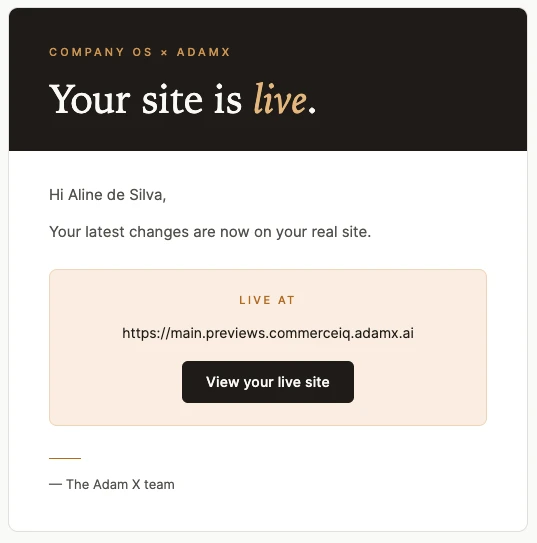 COMPANY OS × ADAMX
Your site is live.
Hi Aline de Silva,
Your latest changes are now on your real site.
LIVE AT
https://main.previews.commerceiq.adamx.ai
View your live site
— The Adam X team